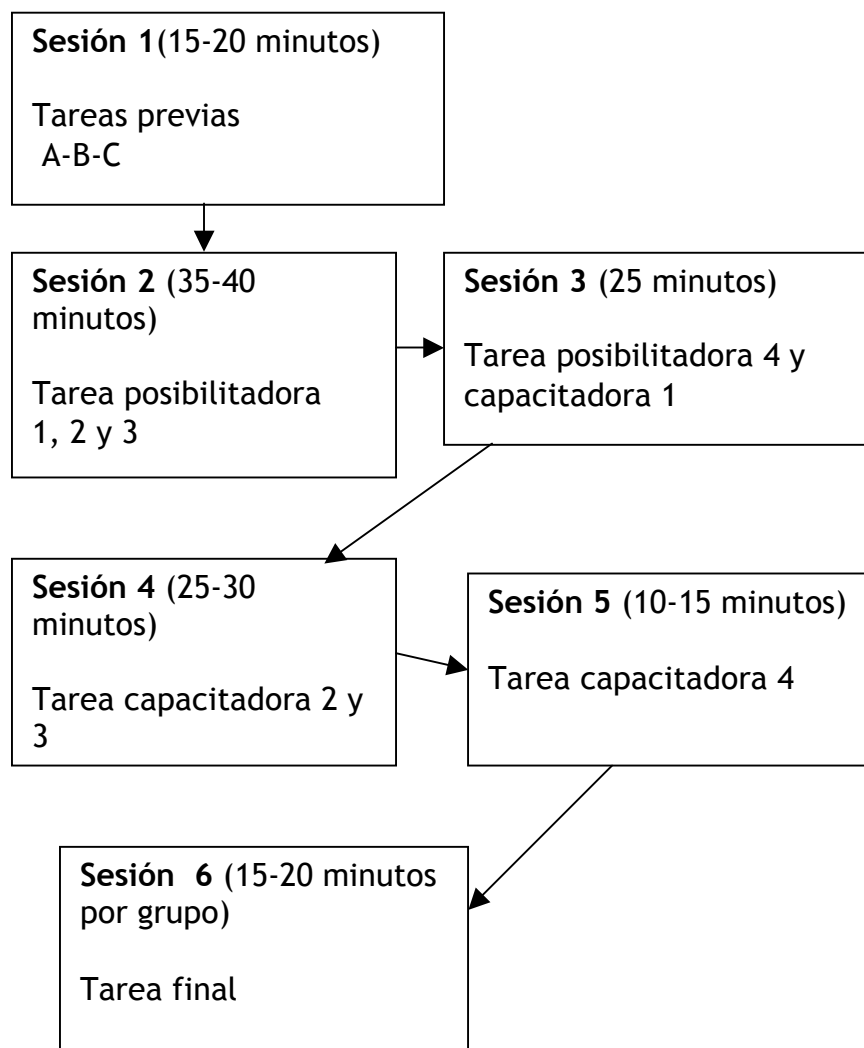 Sesión 1(15-20 minutos)
Tareas previas
A-B-C
Sesión 2 (35-40
minutos)
Tarea posibilitadora
1, 2 y 3
Sesión 3 (25 minutos)
Tarea posibilitadora 4 y
capacitadora 1
Sesión 4 (25-30
minutos)
Tarea capacitadora 2 y
3
Sesión 5 (10-15 minutos)
Tarea capacitadora 4
Sesión 6 (15-20 minutos
por grupo)
Tarea final